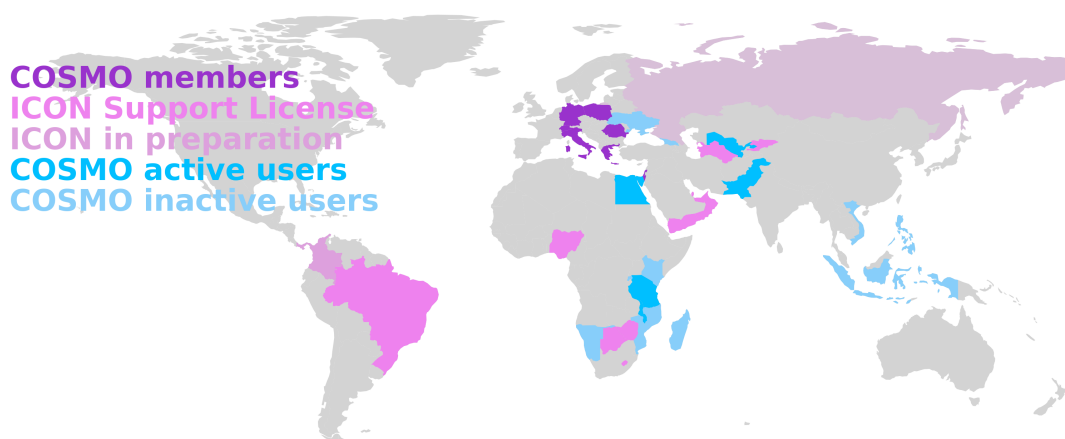 COSMO members
ICON Support License
ICON in preparation
COSMO active users
COSMO inactive users